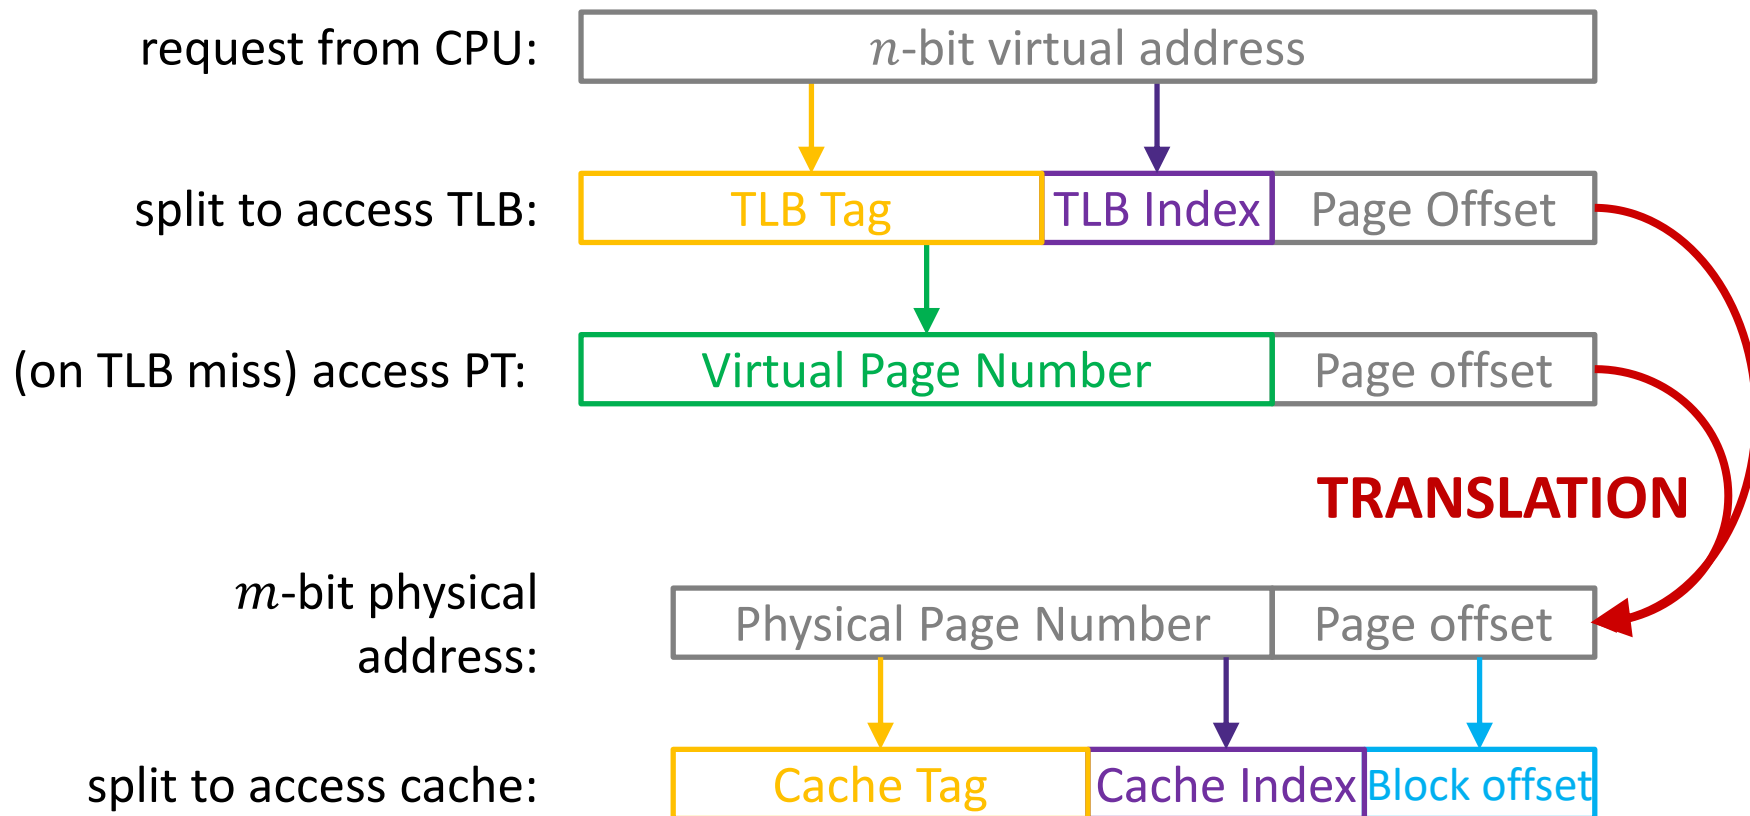 request from CPU:
n-bit virtual address
split to access TLB:
TLB Tag
TLB Index
Page Offset
(on TLB miss) access PT:
Virtual Page Number
Page offset
TRANSLATION
m-bit physical
address:
Physical Page Number
Page offset
split to access cache:
Cache Tag
Cache Index
Block offset